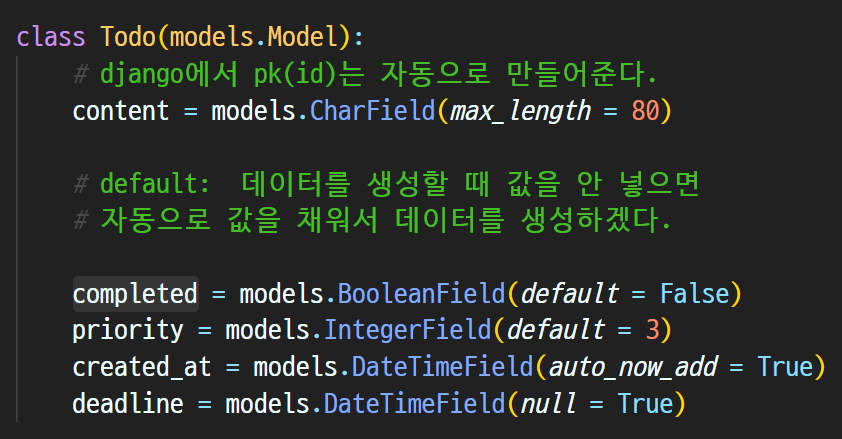 class Todo(models.Model):
# django에서 pk(id)는 자동으로 만들어준다.
content = models.CharField(max_length = 80)
# default: 데이터를 생성할 때 값을 안 넣으면
# 자동으로 값을 채워서 데이터를 생성하겠다.
completed = models.BooleanField(default = False)
priority = models.IntegerField(default = 3)
created_at = models.DateTimeField(auto_now_add = True)
deadline = models.DateTimeField(null = True)